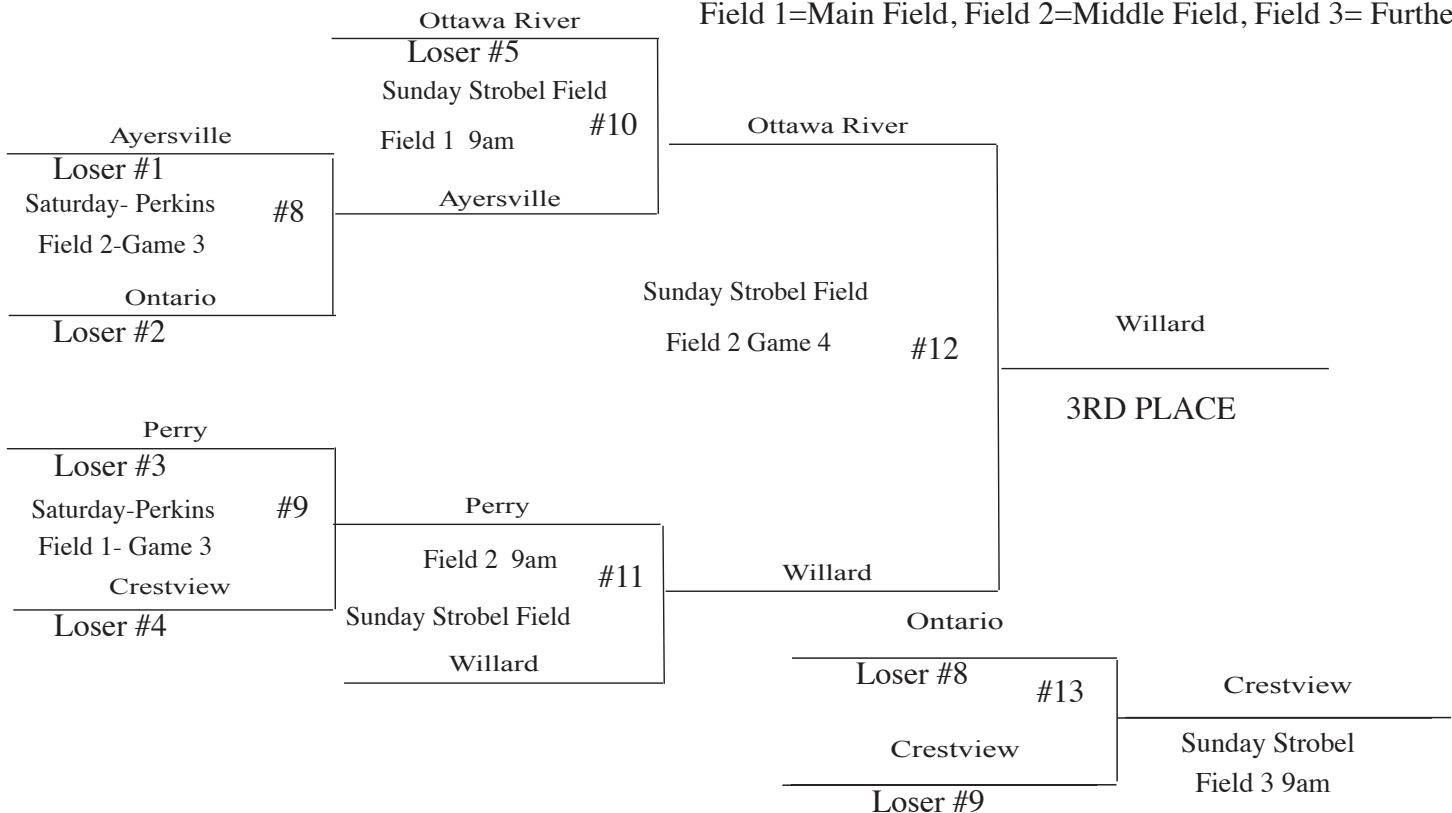 Field 1=Main Field, Field 2=Middle Field, Field 3= Furthe
Ottawa River
Loser #5
Sunday Strobel Field
Field 1 9am
#10
Ayersville
Ayersville
Loser #1
Saturday- Perkins
Field 2-Game 3
#8
Ontario
Loser #2
Ottawa River
Sunday Strobel Field
Field 2 Game 4
#12
Willard
3RD PLACE
Perry
Loser #3
Saturday-Perkins
Field 1- Game 3
#9
Crestview
Loser #4
Perry
Field 2 9am
#11
Sunday Strobel Field
Willard
Willard
Ontario
Loser #8
#13
Crestview
Loser #9
Crestview
Sunday Strobel
Field 3 9am